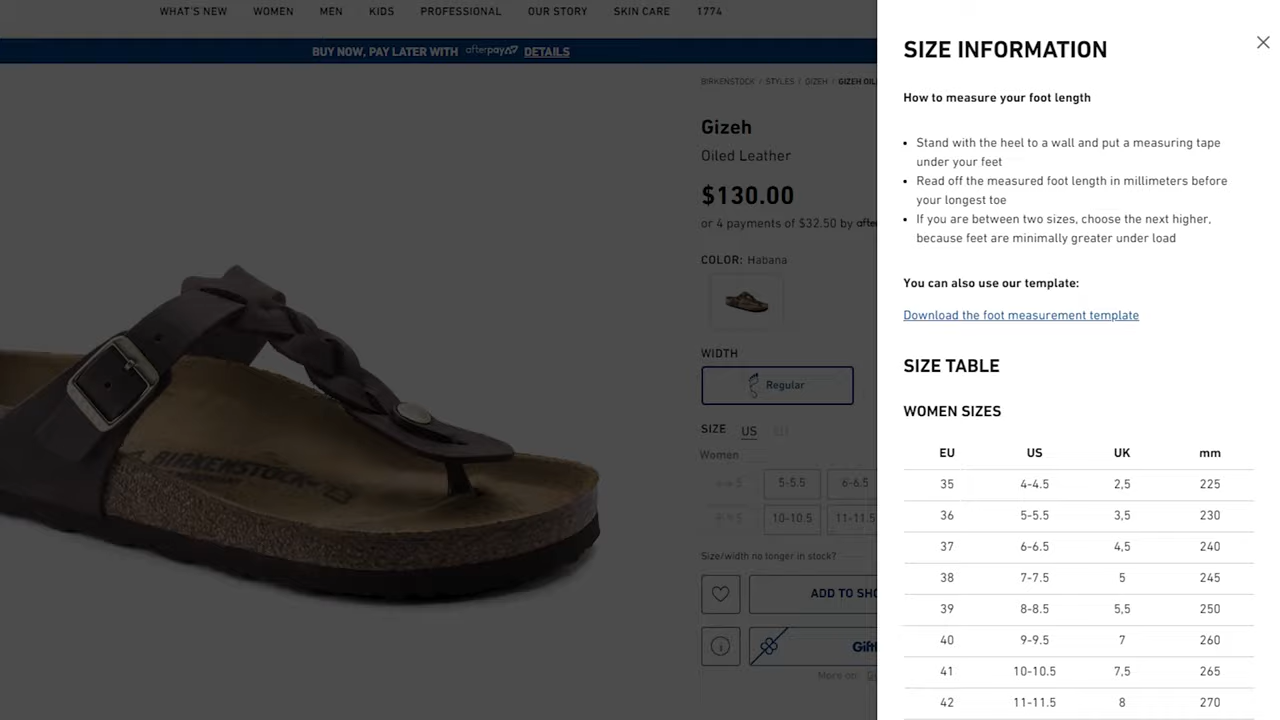 WHAT'S NEW WOMEN MEN KIDS PROFESSIONAL OUR STORY SKIN CARE 1774
BUY NOW, PAY LATER WITH afterpay DETAILS
BIRKENSTOCK / STYLES / GIZEH / GIZEH OIL
Gizeh
Oiled Leather
$130.00
or 4 payments of $32.50 by afte
COLOR: Habana
WIDTH
Regular
SIZE US EU
Women
5-5.5 6-6.5
10-10.5 11-11.5
Size/width no longer in stock?
ADD TO SHO
Gift
More on:
BIRKENSTOCK
SIZE INFORMATION
How to measure your foot length
• Stand with the heel to a wall and put a measuring tape
under your feet
• Read off the measured foot length in millimeters before
your longest toe
• If you are between two sizes, choose the next higher,
because feet are minimally greater under load
You can also use our template:
Download the foot measurement template
SIZE TABLE
WOMEN SIZES
EU US UK mm
35 4-4.5 2,5 225
36 5-5.5 3,5 230
37 6-6.5 4,5 240
38 7-7.5 5 245
39 8-8.5 5,5 250
40 9-9.5 7 260
41 10-10.5 7,5 265
42 11-11.5 8 270